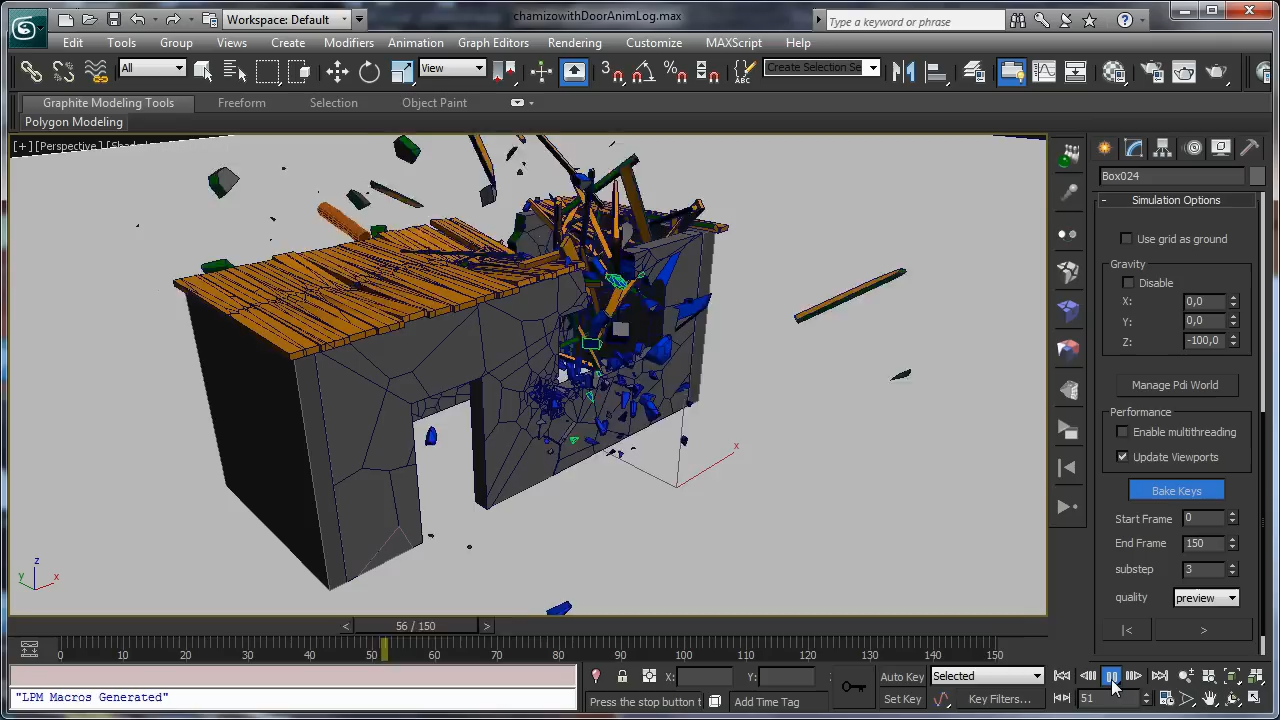 Workspace: Default
chamizowithDoorAnimLog.max
Type a keyword or phrase
Edit Tools Group Views Create Modifiers Animation Graph Editors Rendering Customize MAXScript Help
All
View
Create Selection Se
Graphite Modeling Tools Freeform Selection Object Paint
Polygon Modeling
[+] [Perspective]
Box024
- Simulation Options
Use grid as ground
Gravity
Disable
X: 0,0
Y: 0,0
Z: -100,0
Manage Pdi World
Performance
Enable multithreading
Update Viewports
Bake Keys
Start Frame 0
End Frame 150
substep 3
quality preview
|< >
x
z
y x
< 56 / 150 >
0 10 20 30 40 50 60 70 80 90 100 110 120 130 140 150
X: Y:
Auto Key Selected
"LPM Macros Generated"
Press the stop button t
Add Time Tag
Set Key Key Filters...
51